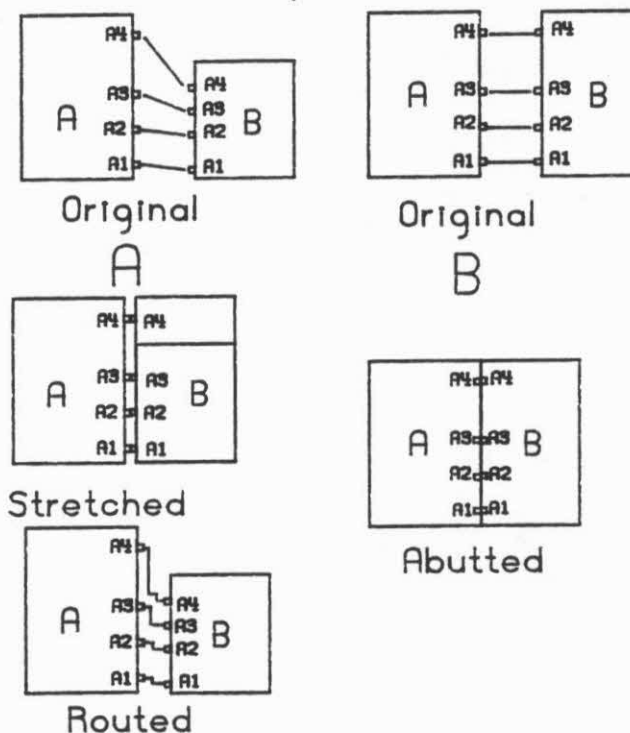 A4
A4
A3
A3
A
A2
A2
B
A1
A1
Original
A
A4
A4
A3
A3
A
B
A2
A2
A1
A1
Original
B
A4
A4
A3
A3
A
A2
A2
B
A1
A1
Stretched
A4 A4
A A3 A3 B
A2 A2
A1 A1
Abutted
A4
A4
A3
A3
A
A2
A2
B
A1
A1
Routed